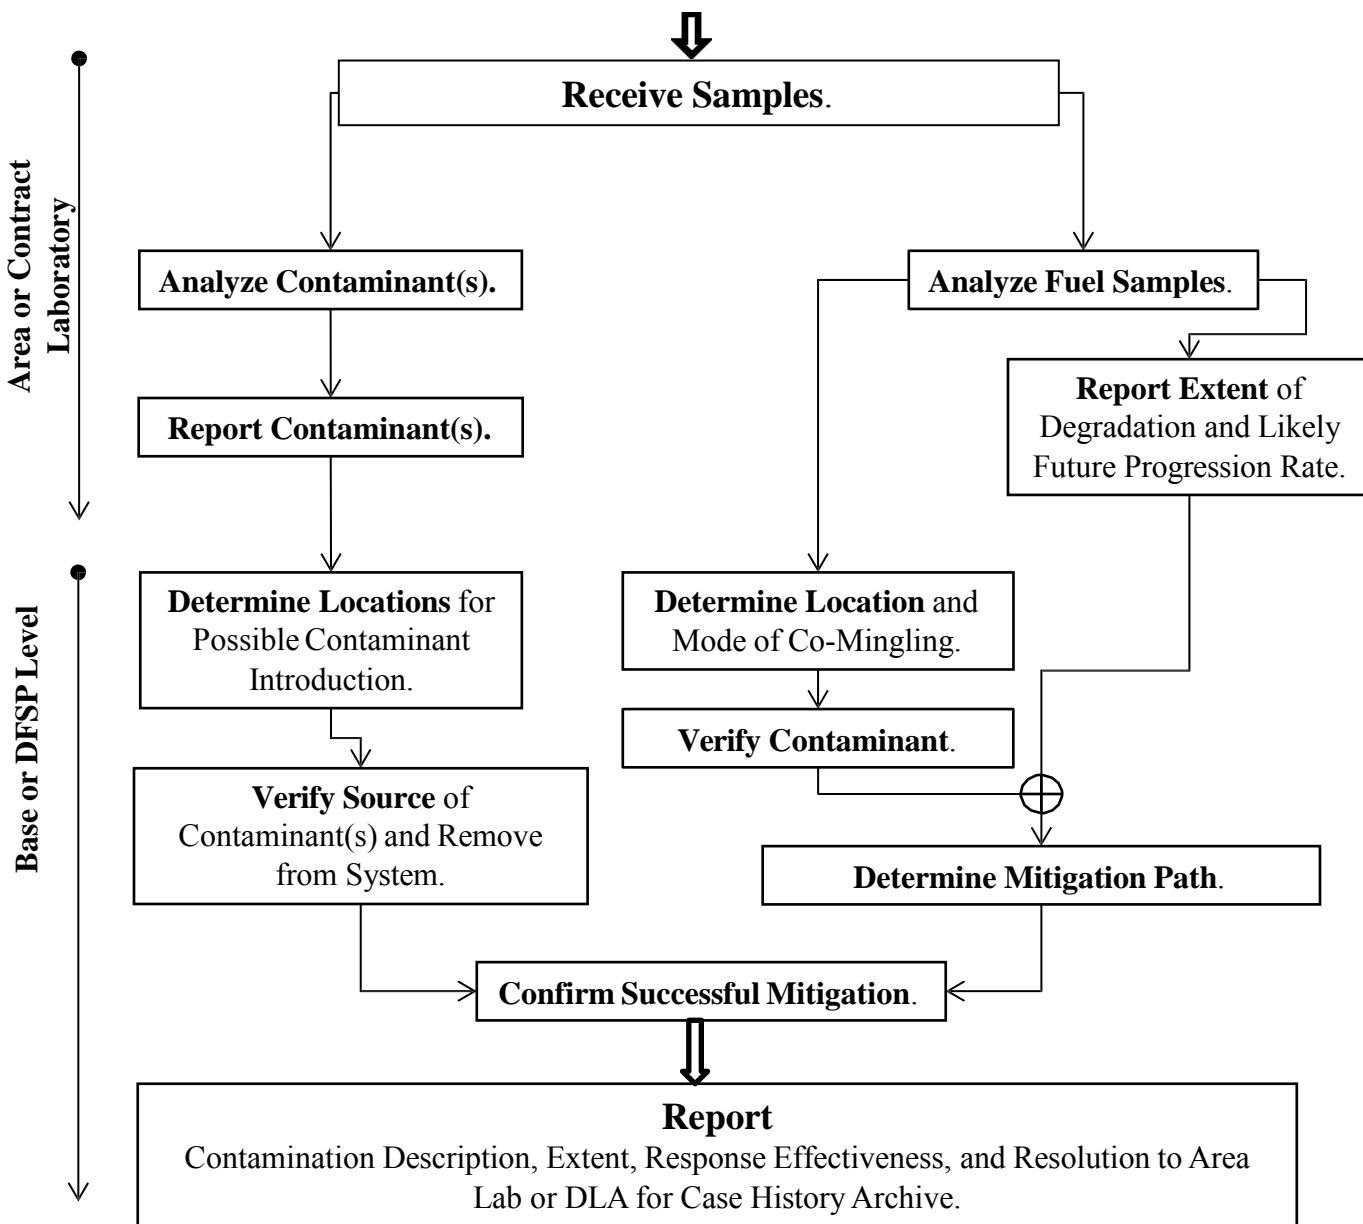 Receive Samples.
Area or Contract
Laboratory
Analyze Contaminant(s).
Analyze Fuel Samples.
Report Extent of
Degradation and Likely
Future Progression Rate.
Report Contaminant(s).
Base or DFSP Level
Determine Locations for
Possible Contaminant
Introduction.
Determine Location and
Mode of Co-Mingling.
Verify Contaminant.
Verify Source of
Contaminant(s) and Remove
from System.
Determine Mitigation Path.
Confirm Successful Mitigation.
Report
Contamination Description, Extent, Response Effectiveness, and Resolution to Area
Lab or DLA for Case History Archive.